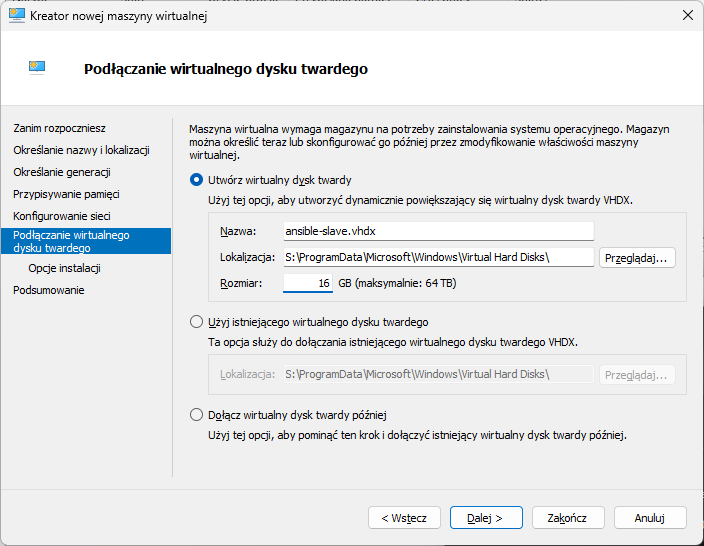 Kreator nowej maszyny wirtualnej
Podłączanie wirtualnego dysku twardego
Zanim rozpoczniesz
Określanie nazwy i lokalizacji
Określanie generacji
Przypisywanie pamięci
Konfigurowanie sieci
Podłączanie wirtualnego
dysku twardego
Opcje instalacji
Podsumowanie
Maszyna wirtualna wymaga magazynu na potrzeby zainstalowania systemu operacyjnego. Magazyn
można określić teraz lub skonfigurować go później przez zmodyfikowanie właściwości maszyny
wirtualnej.
Utwórz wirtualny dysk twardy
Użyj tej opcji, aby utworzyć dynamicznie powiększający się wirtualny dysk twardy VHDX.
Nazwa: ansible-slave.vhdx
Lokalizacja: S:\ProgramData\Microsoft\Windows\Virtual Hard Disks\ Przeglądaj...
Rozmiar: 16 GB (maksymalnie: 64 TB)
Użyj istniejącego wirtualnego dysku twardego
Ta opcja służy do dołączania istniejącego wirtualnego dysku twardego VHDX.
Lokalizacja: S:\ProgramData\Microsoft\Windows\Virtual Hard Disks\ Przeglądaj...
Dołącz wirtualny dysk twardy później
Użyj tej opcji, aby pominąć ten krok i dołączyć istniejący wirtualny dysk twardy później.
< Wstecz Dalej > Zakończ Anuluj